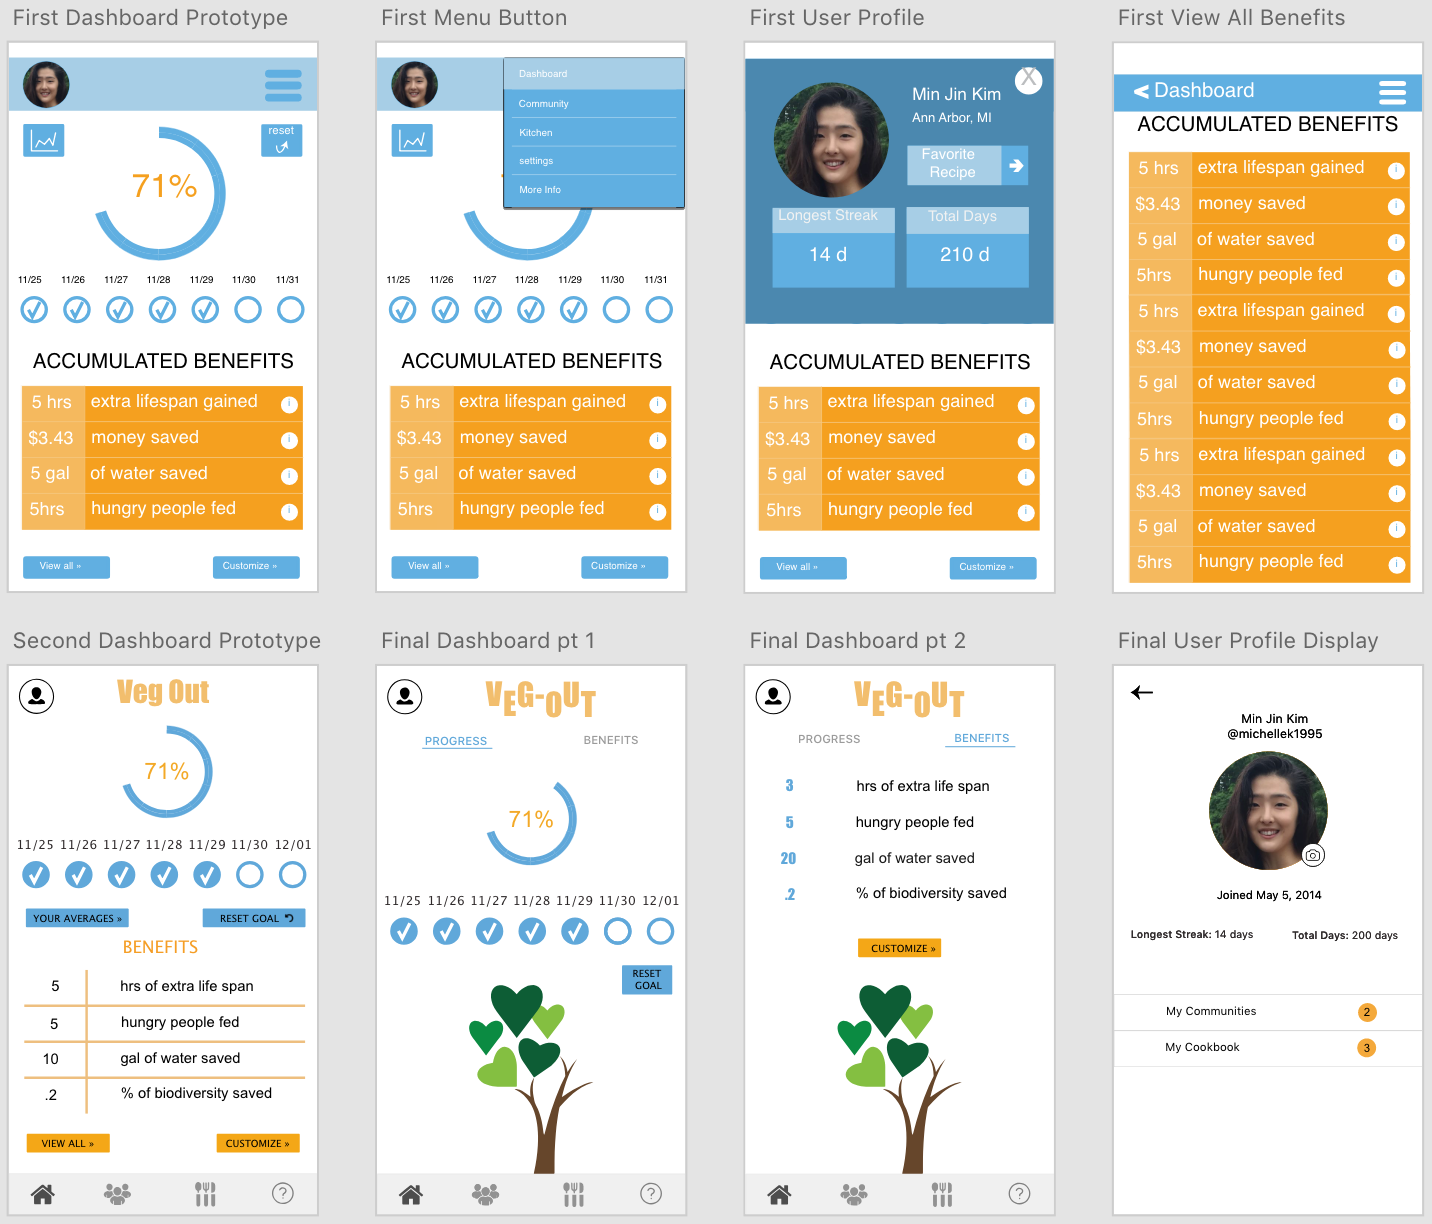 First Dashboard Prototype
reset
71%
11/25 11/26 11/27 11/28 11/29 11/30 11/31
ACCUMULATED BENEFITS
5 hrs extra lifespan gained i
$3.43 money saved i
5 gal of water saved i
5hrs hungry people fed i
View all » Customize »
First Menu Button
Dashboard
Community
Kitchen
settings
More Info
11/25 11/26 11/27 11/28 11/29 11/30 11/31
ACCUMULATED BENEFITS
5 hrs extra lifespan gained i
$3.43 money saved i
5 gal of water saved i
5hrs hungry people fed i
View all » Customize »
First User Profile
X
Min Jin Kim
Ann Arbor, MI
Favorite
Recipe
Longest Streak Total Days
14 d 210 d
ACCUMULATED BENEFITS
5 hrs extra lifespan gained i
$3.43 money saved i
5 gal of water saved i
5hrs hungry people fed i
View all » Customize »
First View All Benefits
< Dashboard
ACCUMULATED BENEFITS
5 hrs extra lifespan gained i
$3.43 money saved i
5 gal of water saved i
5hrs hungry people fed i
5 hrs extra lifespan gained i
$3.43 money saved i
5 gal of water saved i
5hrs hungry people fed i
5 hrs extra lifespan gained i
$3.43 money saved i
5 gal of water saved i
5hrs hungry people fed i
Second Dashboard Prototype
Veg Out
71%
11/25 11/26 11/27 11/28 11/29 11/30 12/01
YOUR AVERAGES » RESET GOAL
BENEFITS
5 hrs of extra life span
5 hungry people fed
10 gal of water saved
.2 % of biodiversity saved
VIEW ALL » CUSTOMIZE »
?
Final Dashboard pt 1
VEG-OUT
PROGRESS BENEFITS
71%
11/25 11/26 11/27 11/28 11/29 11/30 12/01
RESET
GOAL
?
Final Dashboard pt 2
VEG-OUT
PROGRESS BENEFITS
3 hrs of extra life span
5 hungry people fed
20 gal of water saved
.2 % of biodiversity saved
CUSTOMIZE »
?
Final User Profile Display
Min Jin Kim
@michellek1995
Joined May 5, 2014
Longest Streak: 14 days Total Days: 200 days
My Communities 2
My Cookbook 3